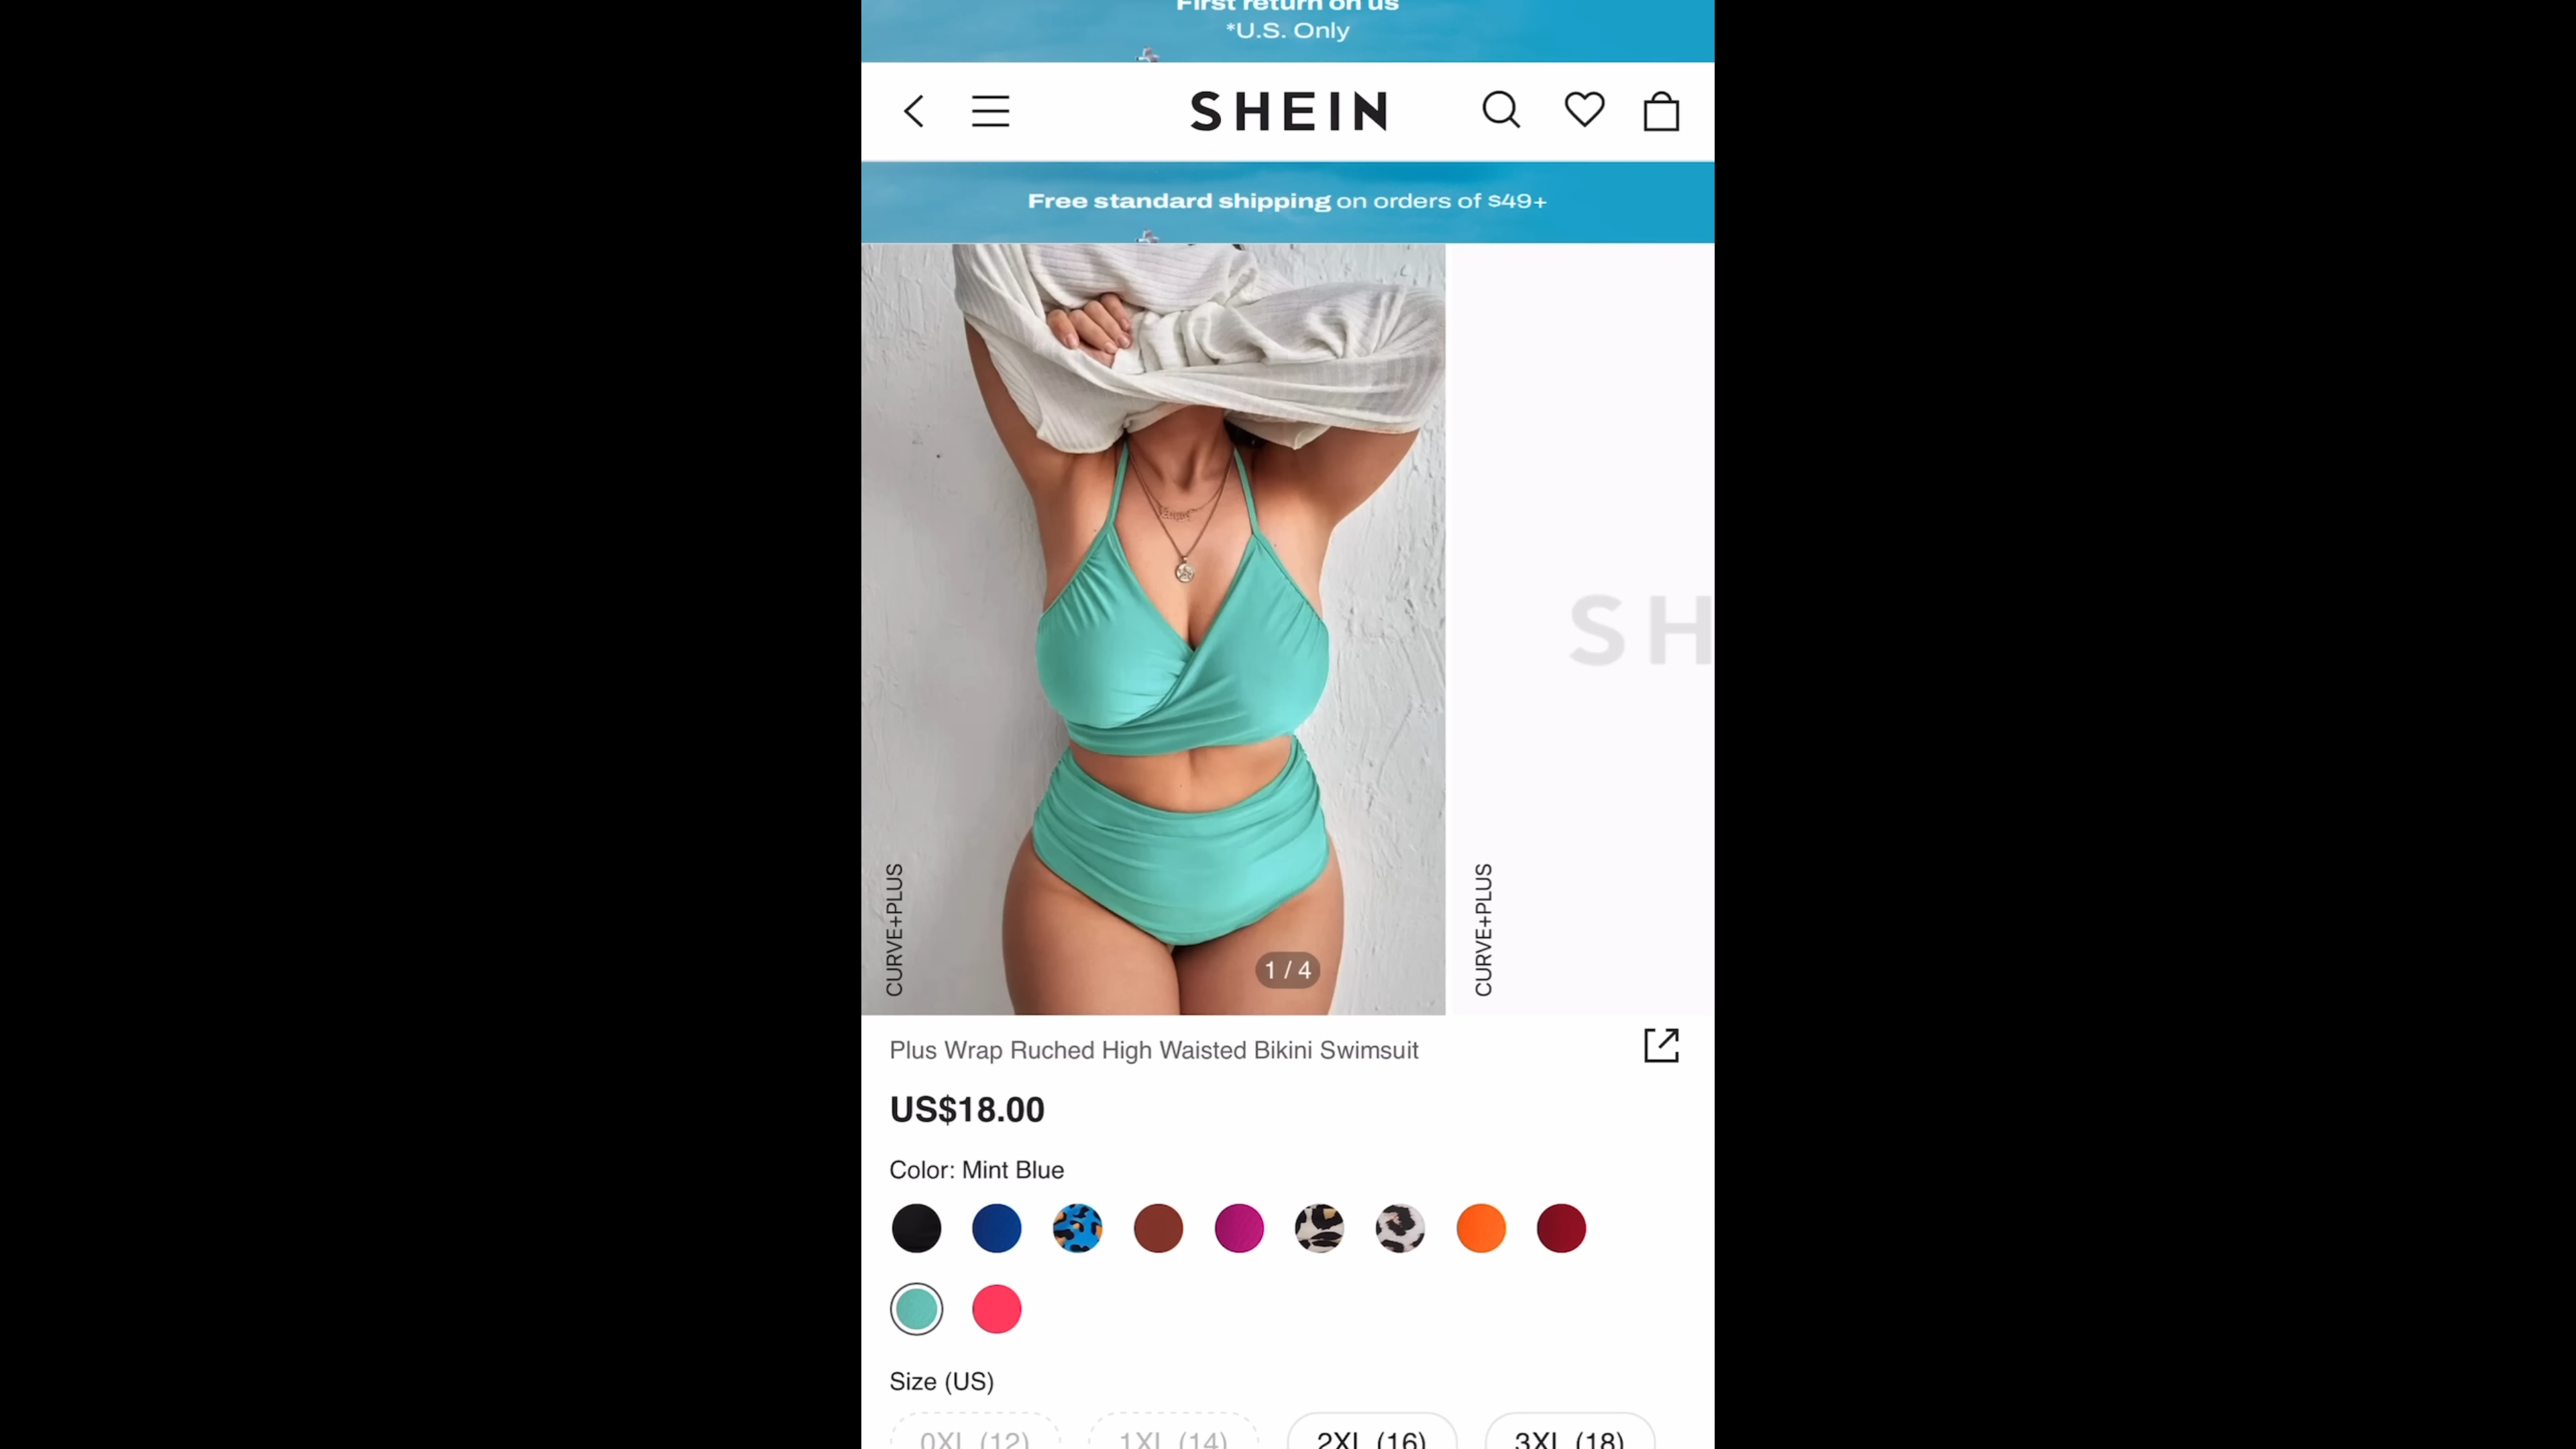 First return on us
*U.S. Only
SHEIN
Free standard shipping on orders of $49+
SH
CURVE+PLUS
CURVE+PLUS
1 / 4
Plus Wrap Ruched High Waisted Bikini Swimsuit
US$18.00
Color: Mint Blue
Size (US)
0XL (12) 1XL (14) 2XL (16) 3XL (18)